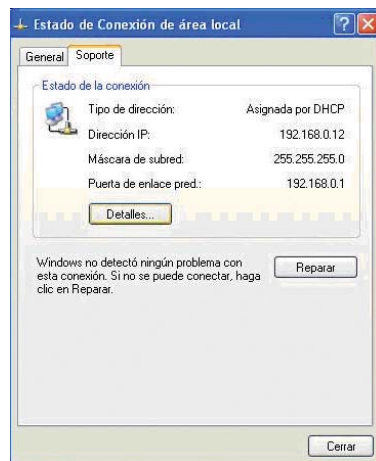 Estado de Conexión de área local
General Soporte
Estado de la conexión
Tipo de dirección: Asignada por DHCP
Dirección IP: 192.168.0.12
Máscara de subred: 255.255.255.0
Puerta de enlace pred.: 192.168.0.1
Detalles...
Windows no detectó ningún problema con
esta conexión. Si no se puede conectar, haga
clic en Reparar.
Reparar
Cerrar